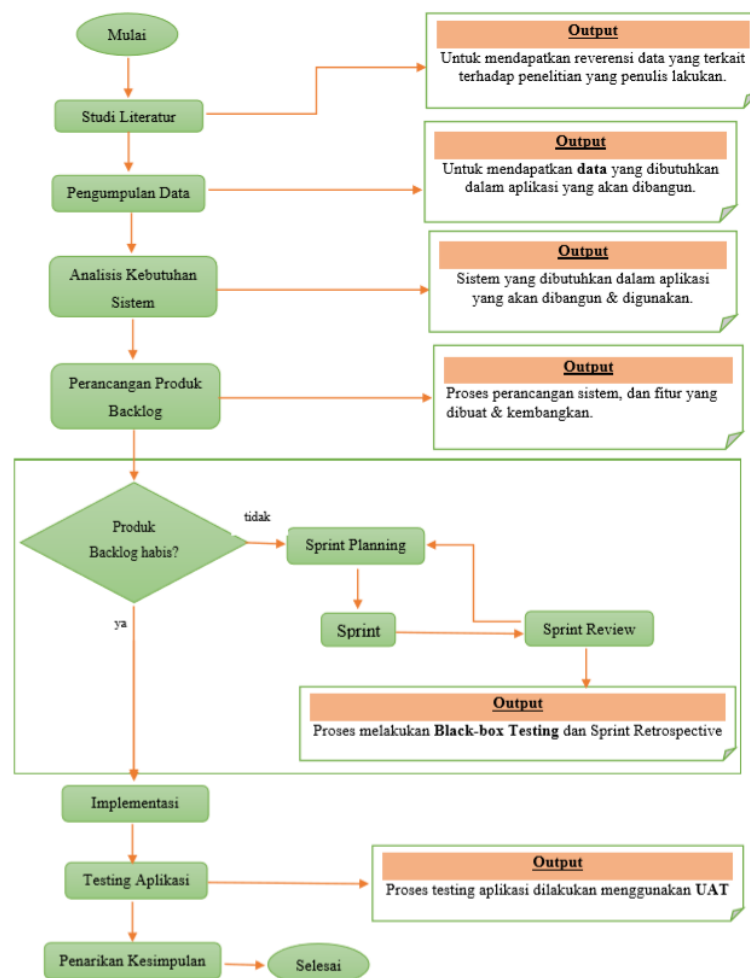 Mulai
Output
Untuk mendapatkan reverensi data yang terkait
terhadap penelitian yang penulis lakukan.
Studi Literatur
Output
Untuk mendapatkan data yang dibutuhkan
dalam aplikasi yang akan dibangun.
Pengumpulan Data
Output
Sistem yang dibutuhkan dalam aplikasi
yang akan dibangun & digunakan.
Analisis Kebutuhan
Sistem
Output
Proses perancangan sistem, dan fitur yang
dibuat & kembangkan.
Perancangan Produk
Backlog
Produk
Backlog habis?
tidak
Sprint Planning
ya
Sprint
Sprint Review
Output
Proses melakukan Black-box Testing dan Sprint Retrospective
Implementasi
Testing Aplikasi
Output
Proses testing aplikasi dilakukan menggunakan UAT
Penarikan Kesimpulan
Selesai